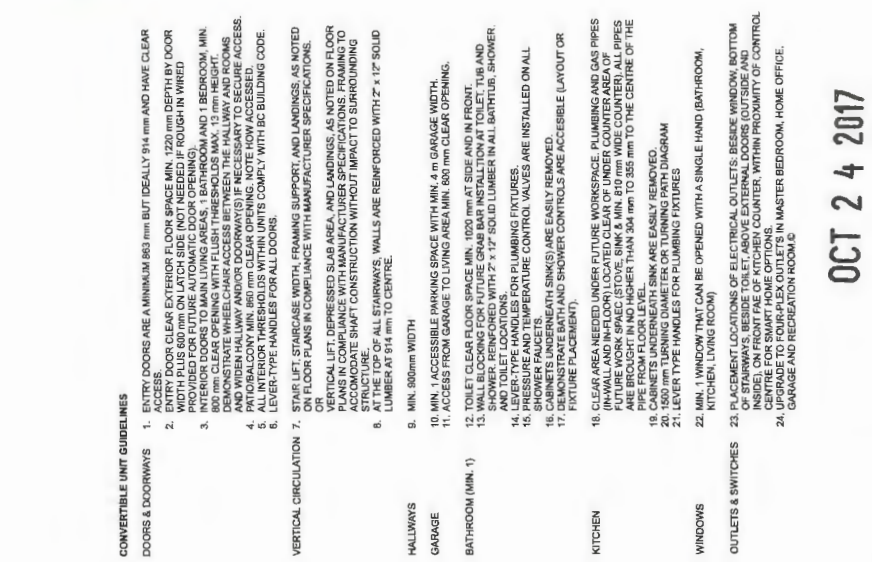 CONVERTIBLE UNIT GUIDELINES
DOORS & DOORWAYS 1. ENTRY DOORS ARE A MINIMUM 863 mm BUT IDEALLY 914 mm AND HAVE CLEAR
ACCESS.
2. ENTRY DOOR CLEAR EXTERIOR FLOOR SPACE MIN. 1220 mm DEPTH BY DOOR
WIDTH PLUS 600 mm ON LATCH SIDE (NOT NEEDED IF ROUGH IN WIRED
PROVIDED FOR FUTURE AUTOMATIC DOOR OPENING).
3. INTERIOR DOORS TO MAIN LIVING AREAS, 1 BATHROOM AND 1 BEDROOM, MIN.
800 mm CLEAR OPENING WITH FLUSH THRESHOLDS MAX. 13 mm HEIGHT.
DEMONSTRATE WHEELCHAIR ACCESS BETWEEN THE HALLWAY AND ROOMS
AND WIDEN HALLWAY AND/OR DOORWAY(S) IF NECESSARY TO SECURE ACCESS.
4. PATIO/BALCONY MIN. 860 mm CLEAR OPENING. NOTE HOW ACCESSED.
5. ALL INTERIOR THRESHOLDS WITHIN UNITS COMPLY WITH BC BUILDING CODE.
6. LEVER-TYPE HANDLES FOR ALL DOORS.
VERTICAL CIRCULATION 7. STAIR LIFT, STAIRCASE WIDTH, FRAMING SUPPORT, AND LANDINGS, AS NOTED
ON FLOOR PLANS IN COMPLIANCE WITH MANUFACTURER SPECIFICATIONS.
OR
VERTICAL LIFT, DEPRESSED SLAB AREA, AND LANDINGS, AS NOTED ON FLOOR
PLANS IN COMPLIANCE WITH MANUFACTURER SPECIFICATIONS. FRAMING TO
ACCOMODATE SHAFT CONSTRUCTION WITHOUT IMPACT TO SURROUNDING
STRUCTURE.
8. AT THE TOP OF ALL STAIRWAYS, WALLS ARE REINFORCED WITH 2" x 12" SOLID
LUMBER AT 914 mm TO CENTRE.
HALLWAYS 9. MIN. 900mm WIDTH
GARAGE 10. MIN. 1 ACCESSIBLE PARKING SPACE WITH MIN. 4 m GARAGE WIDTH.
11. ACCESS FROM GARAGE TO LIVING AREA MIN. 800 mm CLEAR OPENING.
BATHROOM (MIN. 1) 12. TOILET CLEAR FLOOR SPACE MIN. 1020 mm AT SIDE AND IN FRONT.
13. WALL BLOCKING FOR FUTURE GRAB BAR INSTALLATION AT TOILET, TUB AND
SHOWER. REINFORCED WITH 2" x 12" SOLID LUMBER IN ALL BATHTUB, SHOWER,
AND TOILET LOCATIONS.
14. LEVER-TYPE HANDLES FOR PLUMBING FIXTURES.
15. PRESSURE AND TEMPERATURE CONTROL VALVES ARE INSTALLED ON ALL
SHOWER FAUCETS.
16. CABINETS UNDERNEATH SINK(S) ARE EASILY REMOVED.
17. DEMONSTRATE BATH AND SHOWER CONTROLS ARE ACCESIBLE (LAYOUT OR
FIXTURE PLACEMENT).
KITCHEN 18. CLEAR AREA NEEDED UNDER FUTURE WORKSPACE. PLUMBING AND GAS PIPES
(IN-WALL AND IN-FLOOR) LOCATED CLEAR OF UNDER COUNTER AREA OF
FUTURE WORK SPACE (STOVE, SINK & MIN. 810 mm WIDE COUNTER). ALL PIPES
ARE BROUGHT IN NO HIGHER THAN 304 mm TO 355 mm TO THE CENTRE OF THE
PIPE FROM FLOOR LEVEL.
19. CABINETS UNDERNEATH SINK ARE EASILY REMOVED.
20. 1500 mm TURNING DIAMETER OR TURNING PATH DIAGRAM
21. LEVER TYPE HANDLES FOR PLUMBING FIXTURES
WINDOWS 22. MIN. 1 WINDOW THAT CAN BE OPENED WITH A SINGLE HAND (BATHROOM,
KITCHEN, LIVING ROOM)
OUTLETS & SWITCHES 23. PLACEMENT LOCATIONS OF ELECTRICAL OUTLETS: BESIDE WINDOW, BOTTOM
OF STAIRWAYS, BESIDE TOILET, ABOVE EXTERNAL DOORS (OUTSIDE AND
INSIDE), ON FRONT FACE OF KITCHEN COUNTER, WITHIN PROXIMITY OF CONTROL
CENTRE FOR SMART HOME OPTIONS.
24. UPGRADE TO FOUR-PLEX OUTLETS IN MASTER BEDROOM, HOME OFFICE,
GARAGE AND RECREATION ROOM.©
OCT 24 2017